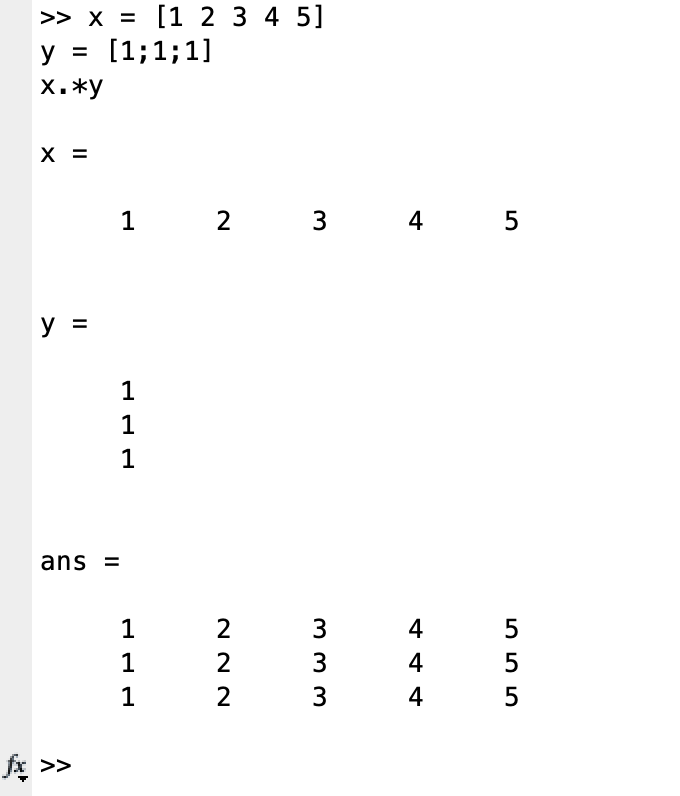 >> x = [1 2 3 4 5]
y = [1;1;1]
x.*y
x =
1 2 3 4 5
y =
1
1
1
ans =
1 2 3 4 5
1 2 3 4 5
1 2 3 4 5
fx >>